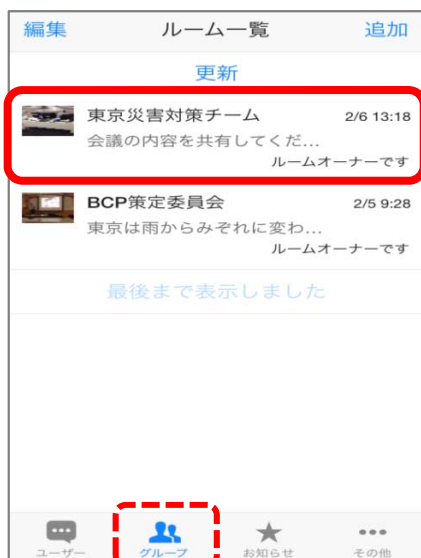 編集 ルーム一覧 追加
更新
東京災害対策チーム 2/6 13:18
会議の内容を共有してくだ...
ルームオーナーです
BCP策定委員会 2/5 9:28
東京は雨からみぞれに変わ...
ルームオーナーです
最後まで表示しました
ユーザー グループ お知らせ その他